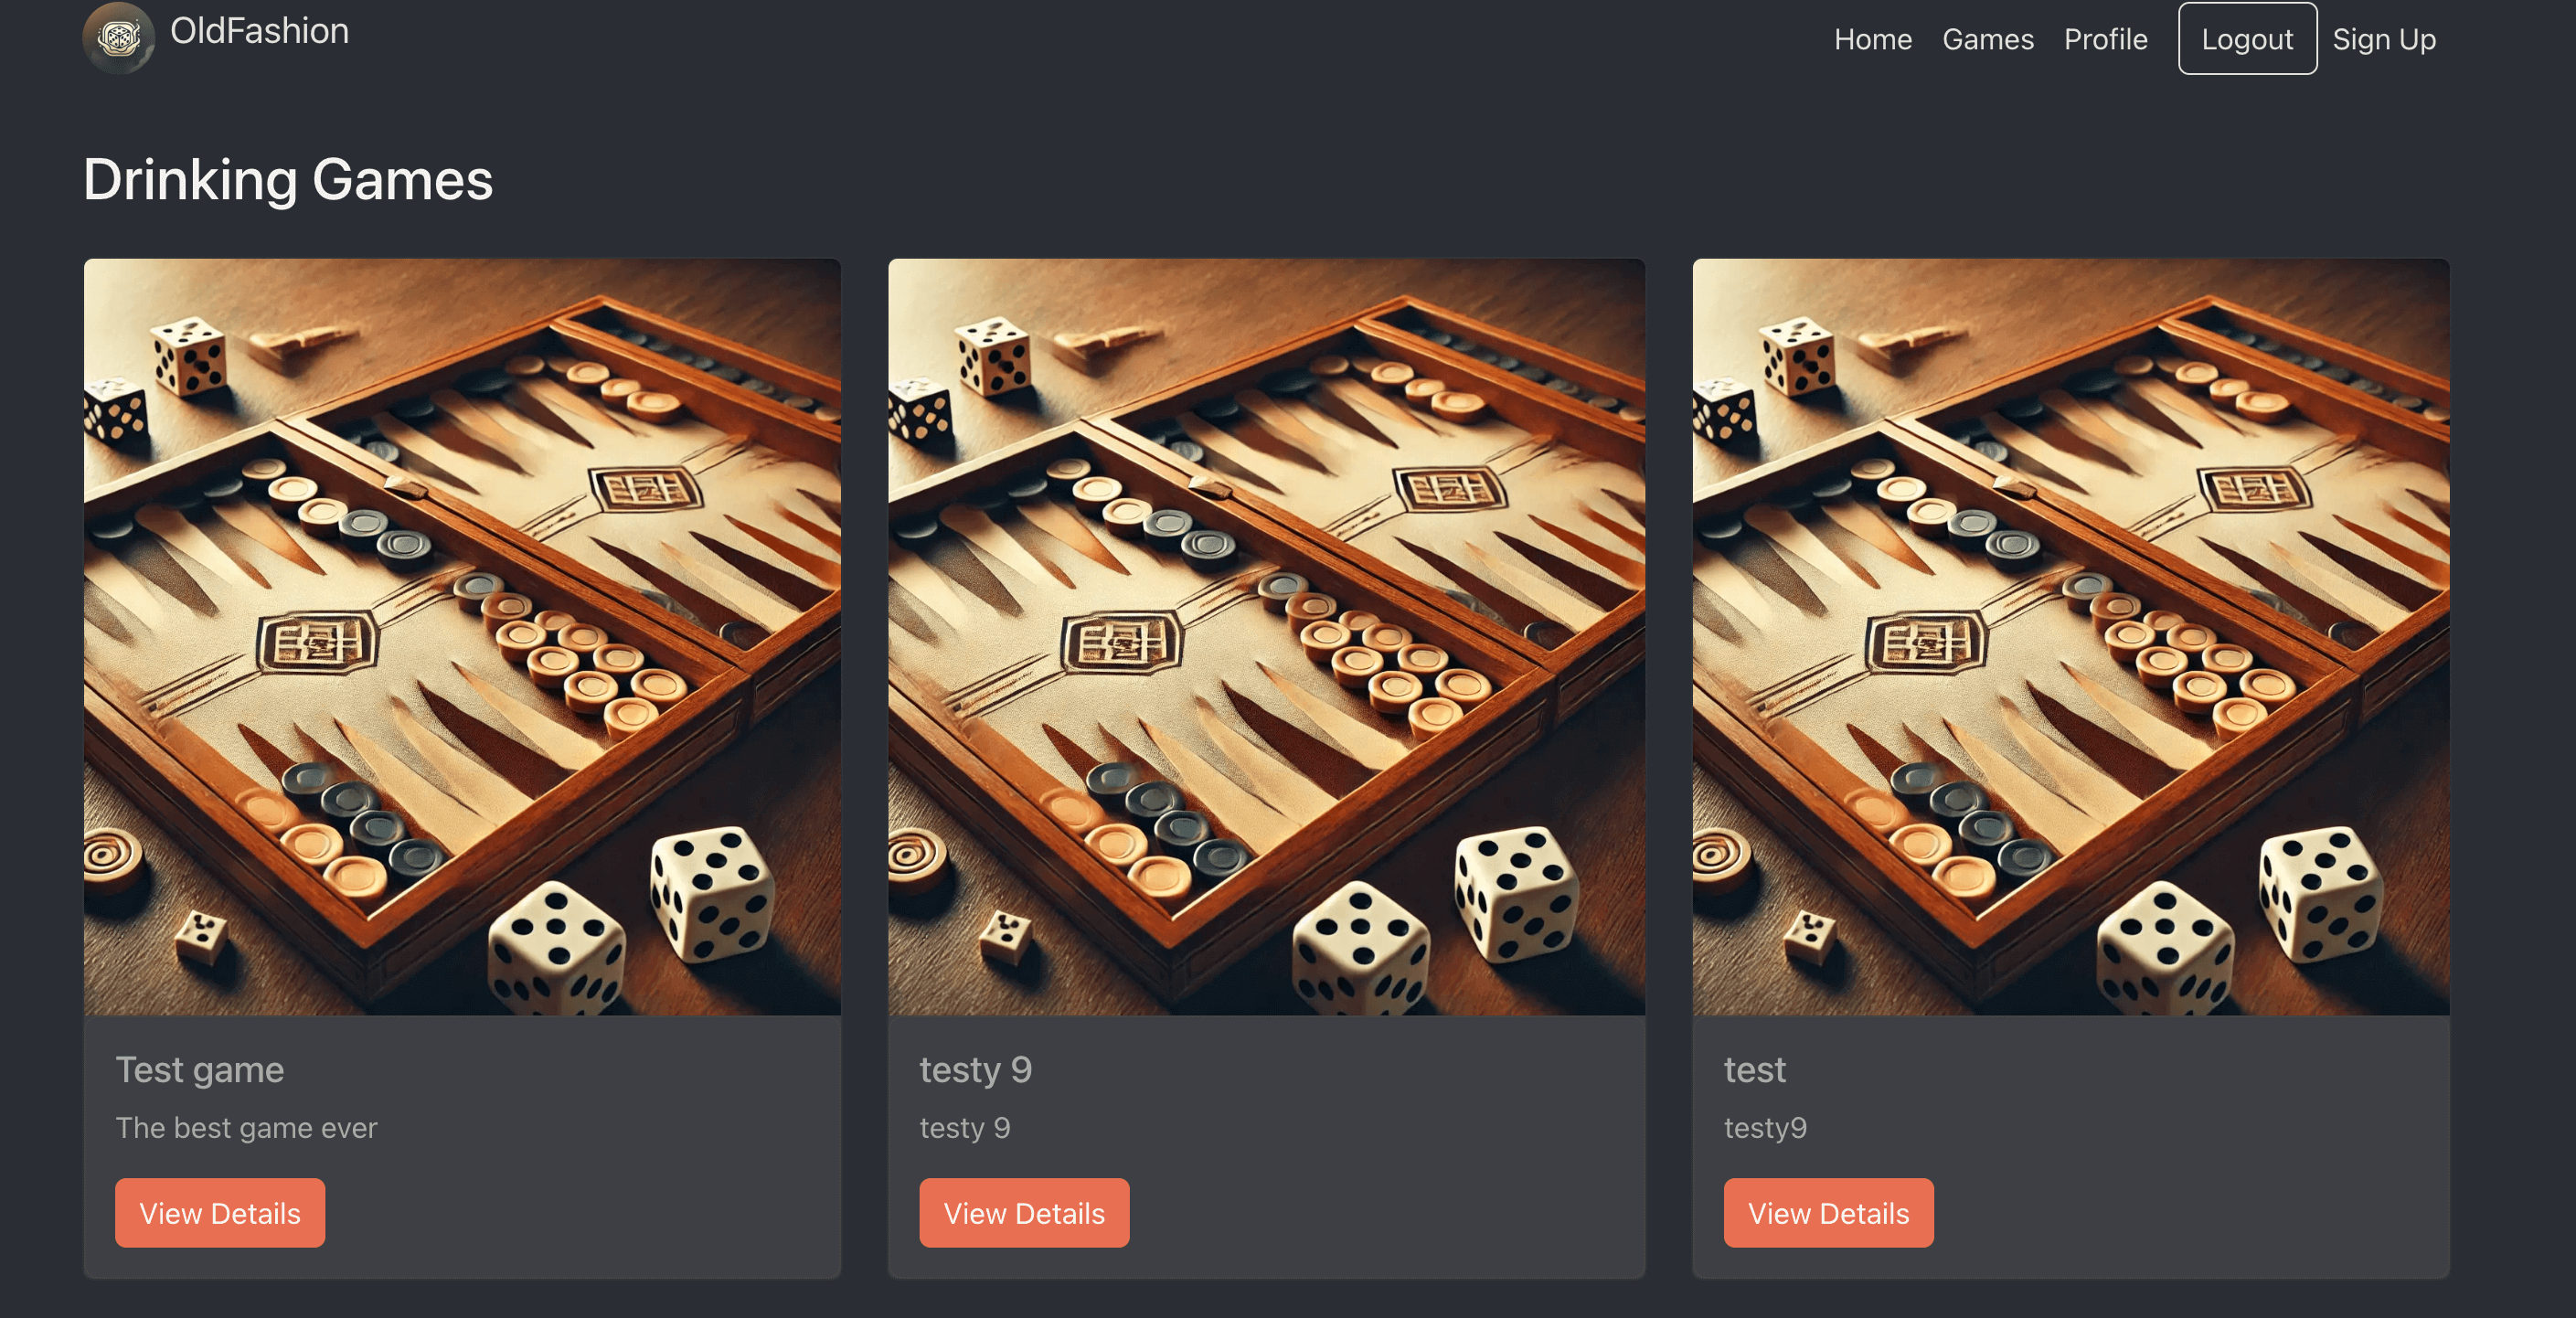 OldFashion
Home Games Profile Logout Sign Up
Drinking Games
Test game
The best game ever
View Details
testy 9
testy 9
View Details
test
testy9
View Details